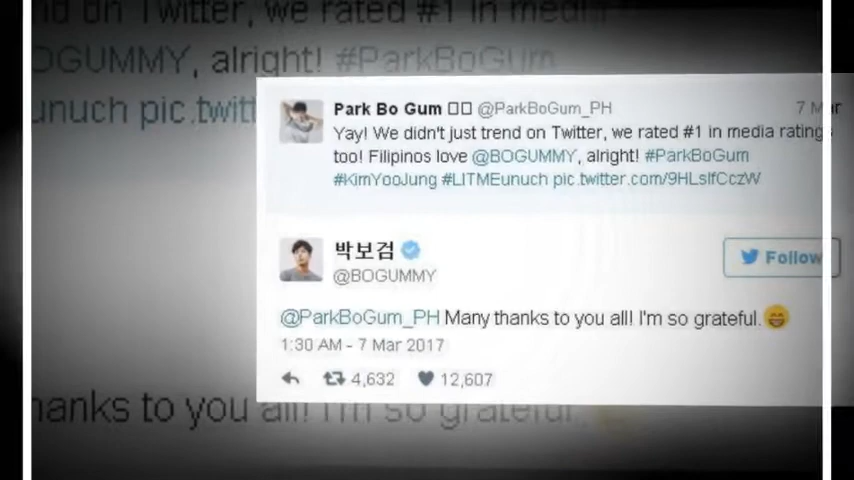 d on Twitter, we rated #1 in media
OGUMMY, alright! #ParkBoGum
unuch pic.twitt
Park Bo Gum @ParkBoGum_PH 7 Mar
Yay! We didn't just trend on Twitter, we rated #1 in media ratings
too! Filipinos love @BOGUMMY, alright! #ParkBoGum
#KimYooJung #LITMEunuch pic.twitter.com/9HLsIfCczW
박보검
Follow
@BOGUMMY
@ParkBoGum_PH Many thanks to you all! I'm so grateful. 😄
1:30 AM - 7 Mar 2017
4,632 12,607
hanks to you all! I'm so grateful.